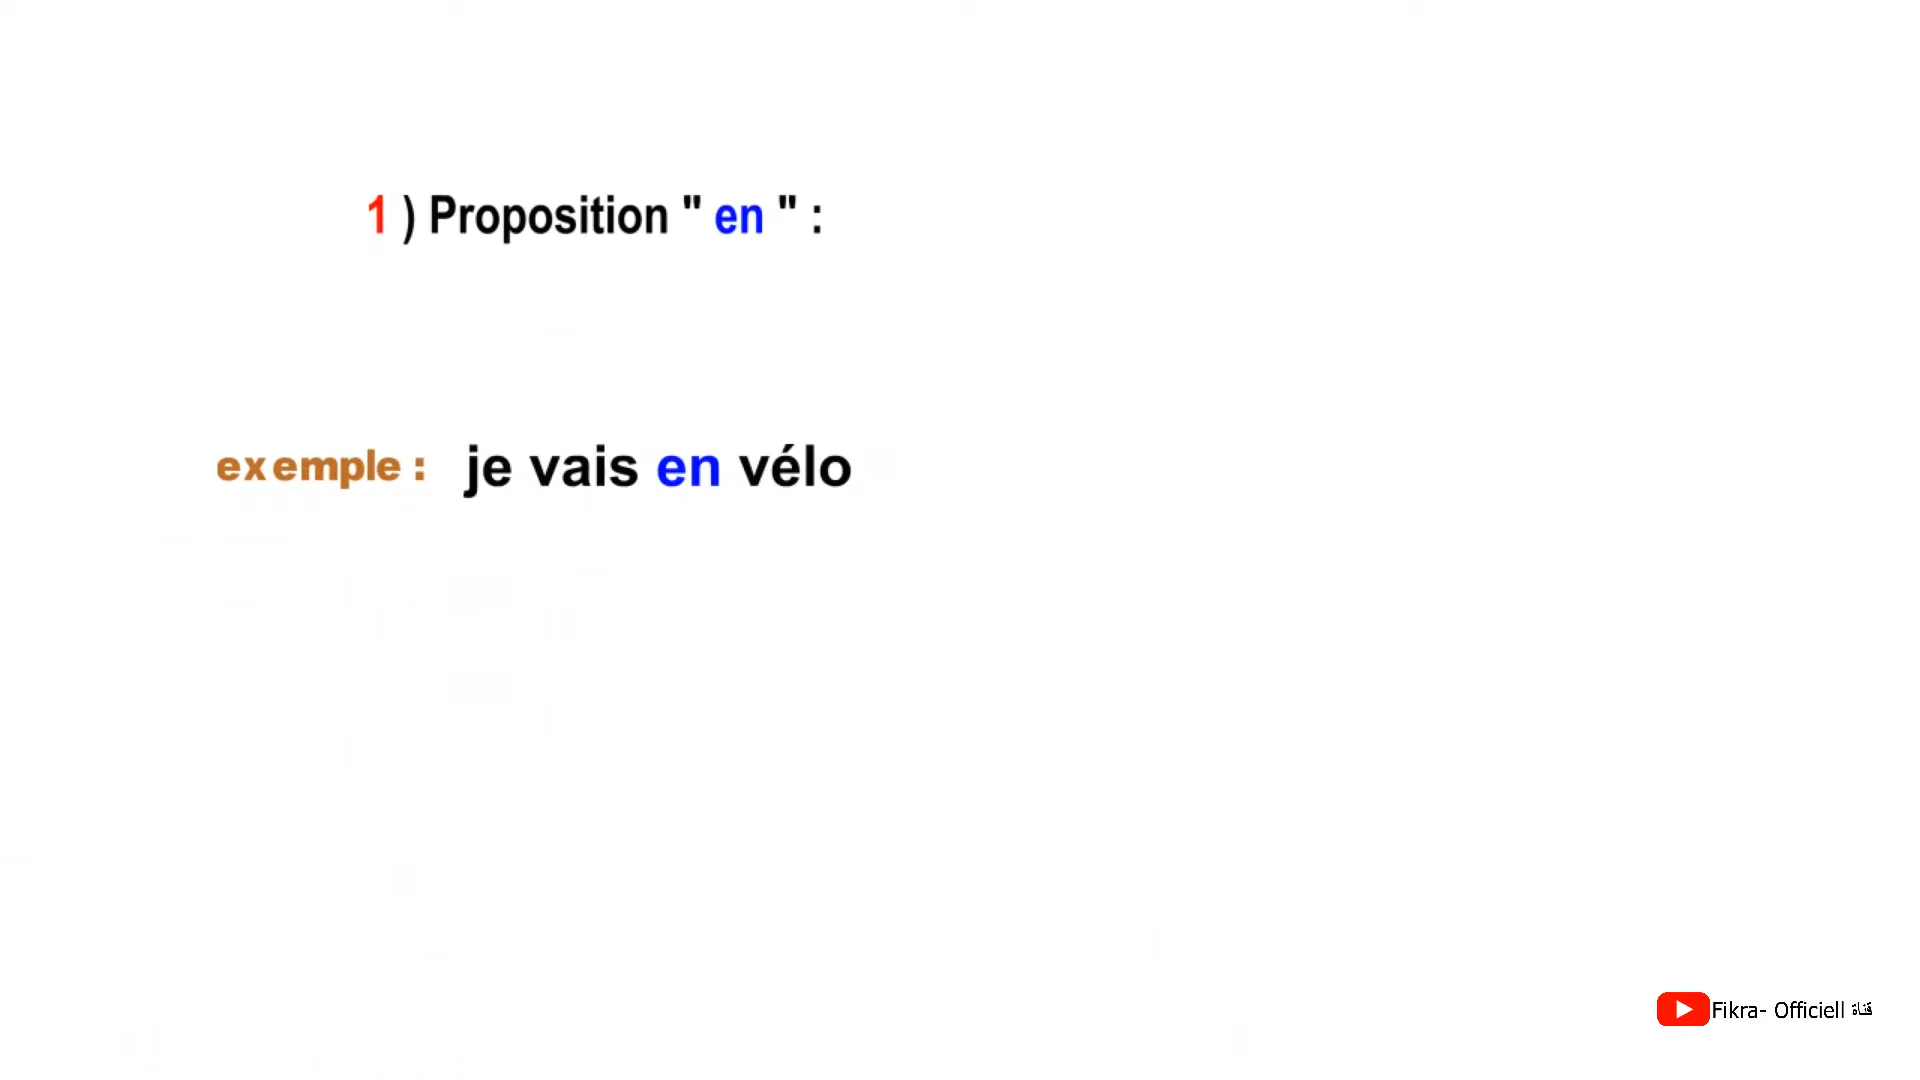 1 ) Proposition " en " :
exemple : je vais en vélo
Fikra- Officiell قناة